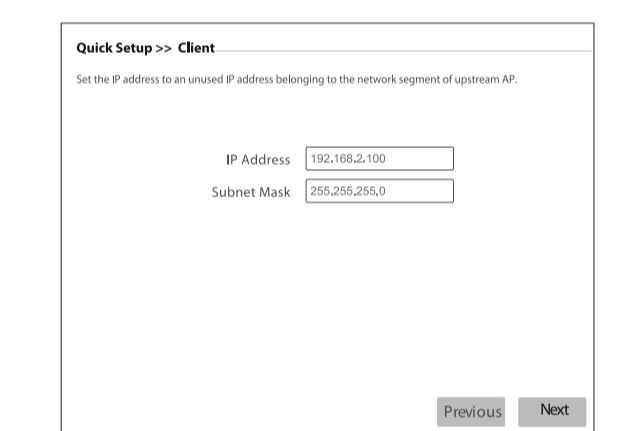 Quick Setup >> Client
Set the IP address to an unused IP address belonging to the network segment of upstream AP.
IP Address 192.168.2.100
Subnet Mask 255.255.255.0
Previous Next